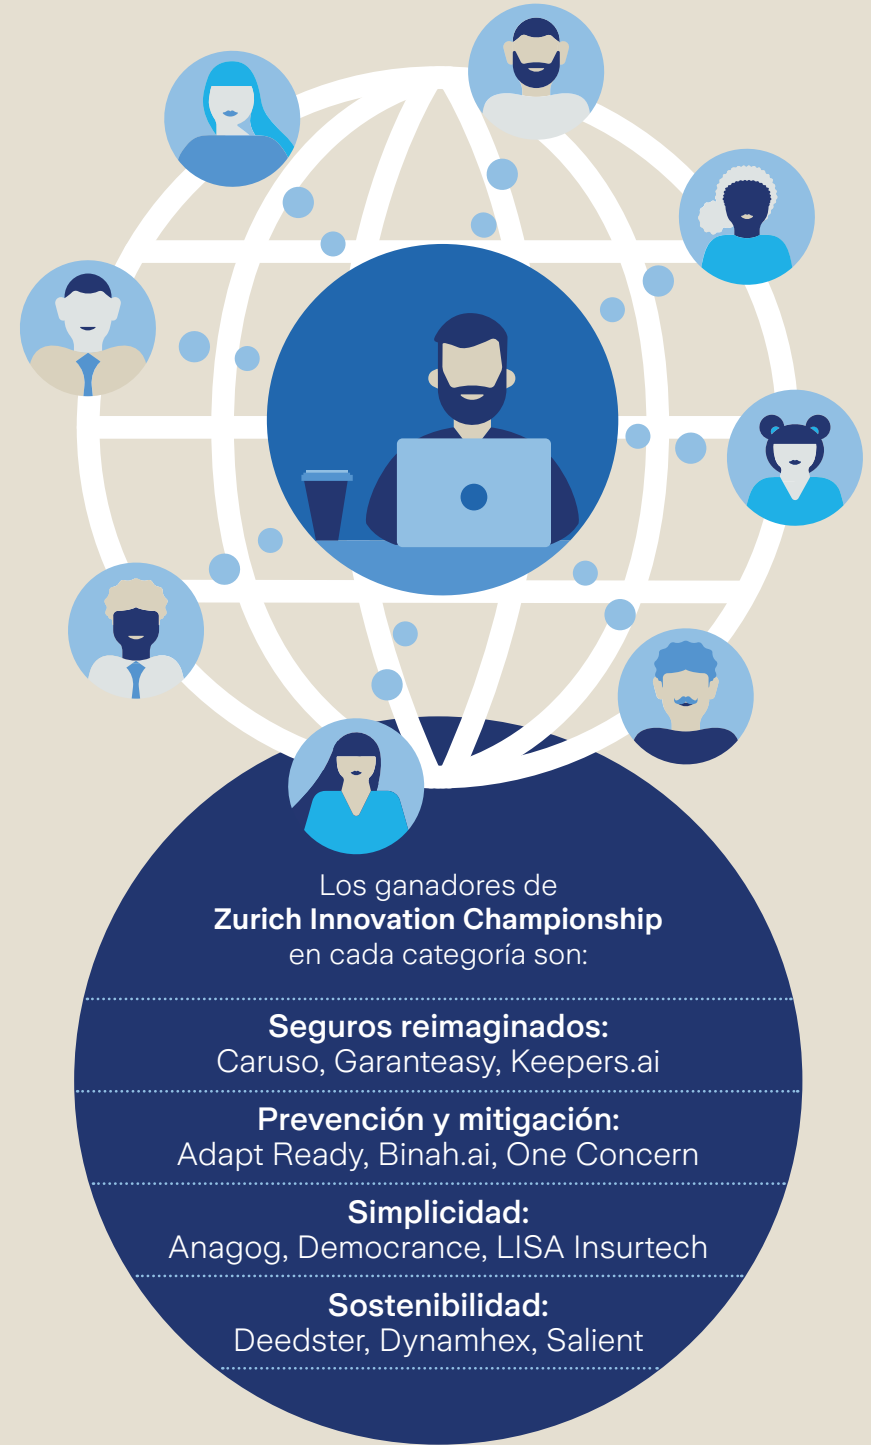 Los ganadores de
Zurich Innovation Championship
en cada categoría son:
Seguros reimaginados:
Caruso, Garanteasy, Keepers.ai
Prevención y mitigación:
Adapt Ready, Binah.ai, One Concern
Simplicidad:
Anagog, Democrance, LISA Insurtech
Sostenibilidad:
Deedster, Dynamhex, Salient